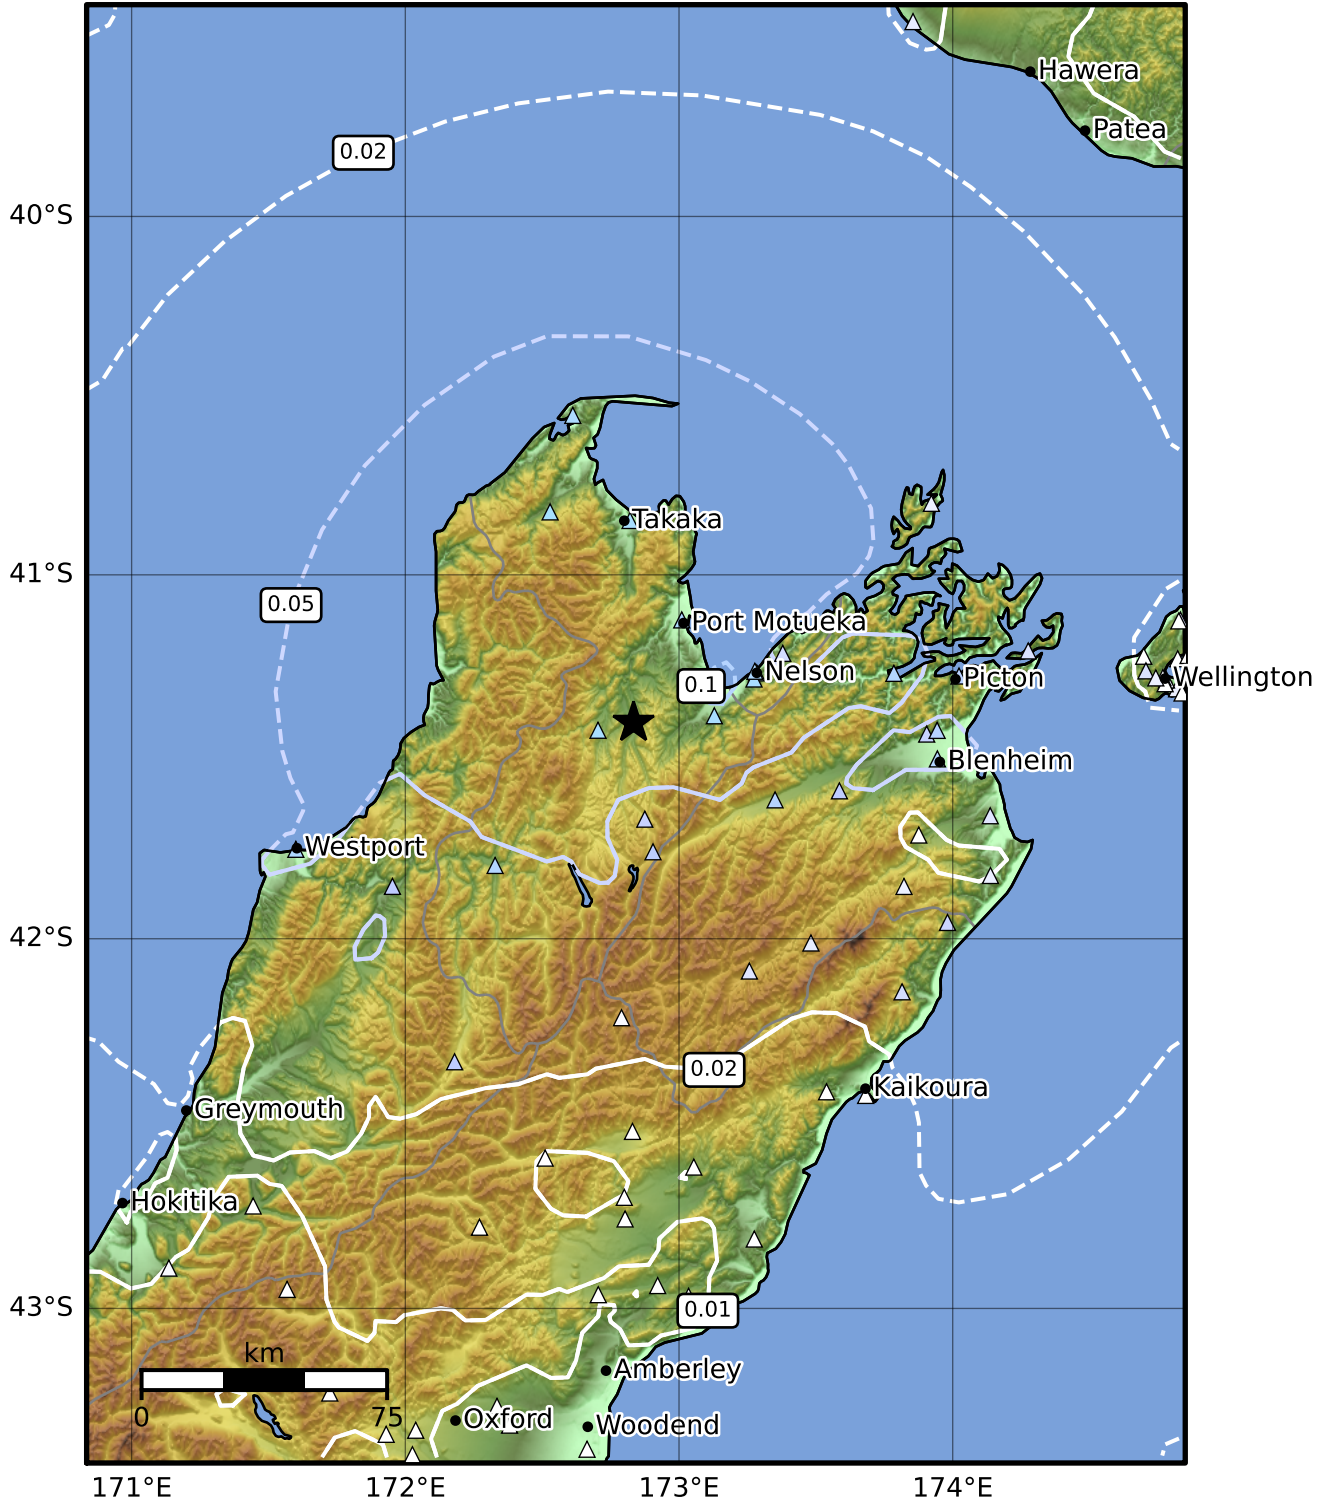 Hawera
Patea
0.02
40°S
Takaka
41°S
0.05
Port Motueka
Nelson
0.1
Picton
Wellington
Blenheim
Westport
42°S
0.02
Kaikoura
Greymouth
Hokitika
43°S
0.01
km
Amberley
0
75
Oxford
Woodend
171°E
172°E
173°E
174°E